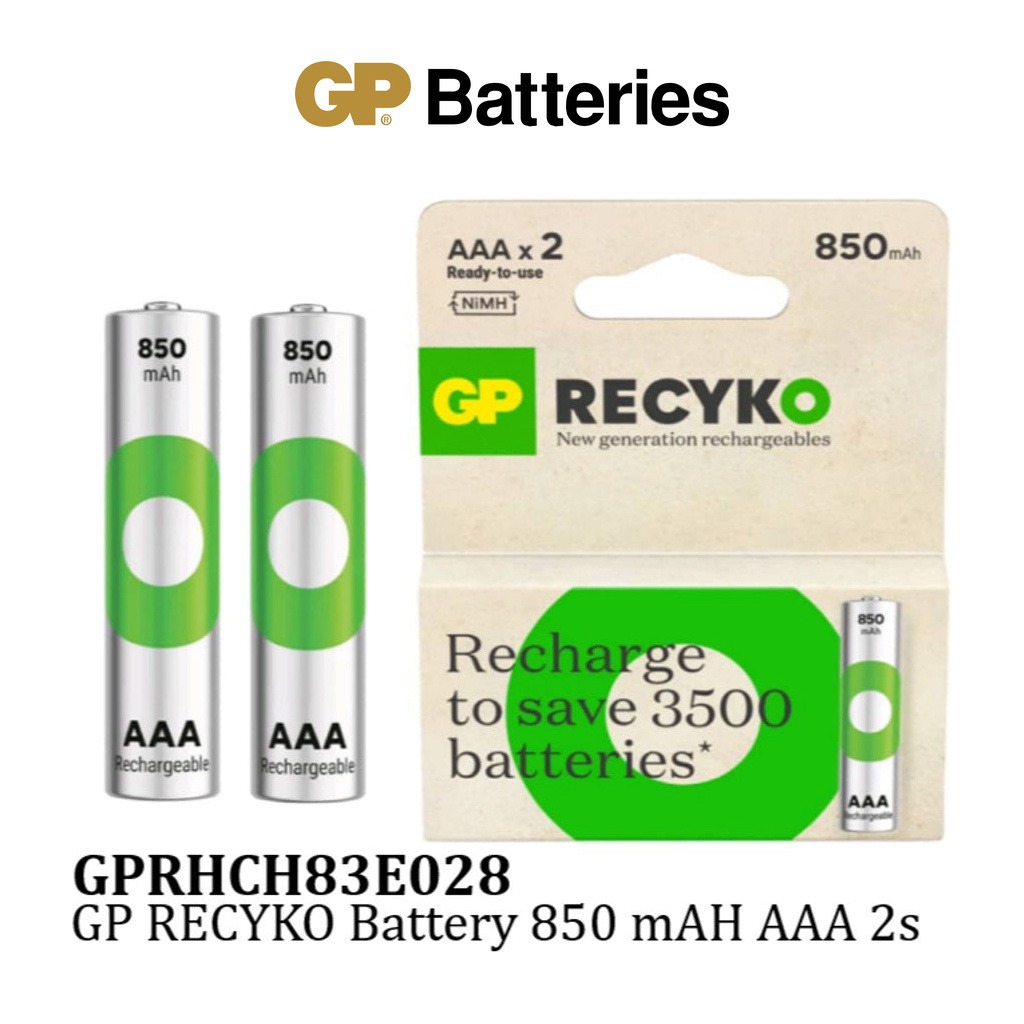 GP® Batteries
AAA x 2
Ready-to-use
NiMH
850 mAh
GP RECYKO
New generation rechargeables
Recharge
to save 3500
batteries*
850
mAh
AAA
Rechargeable
850
mAh
AAA
Rechargeable
850
mAh
AAA
Rechargeable
GPRHCH83E028
GP RECYKO Battery 850 mAH AAA 2s